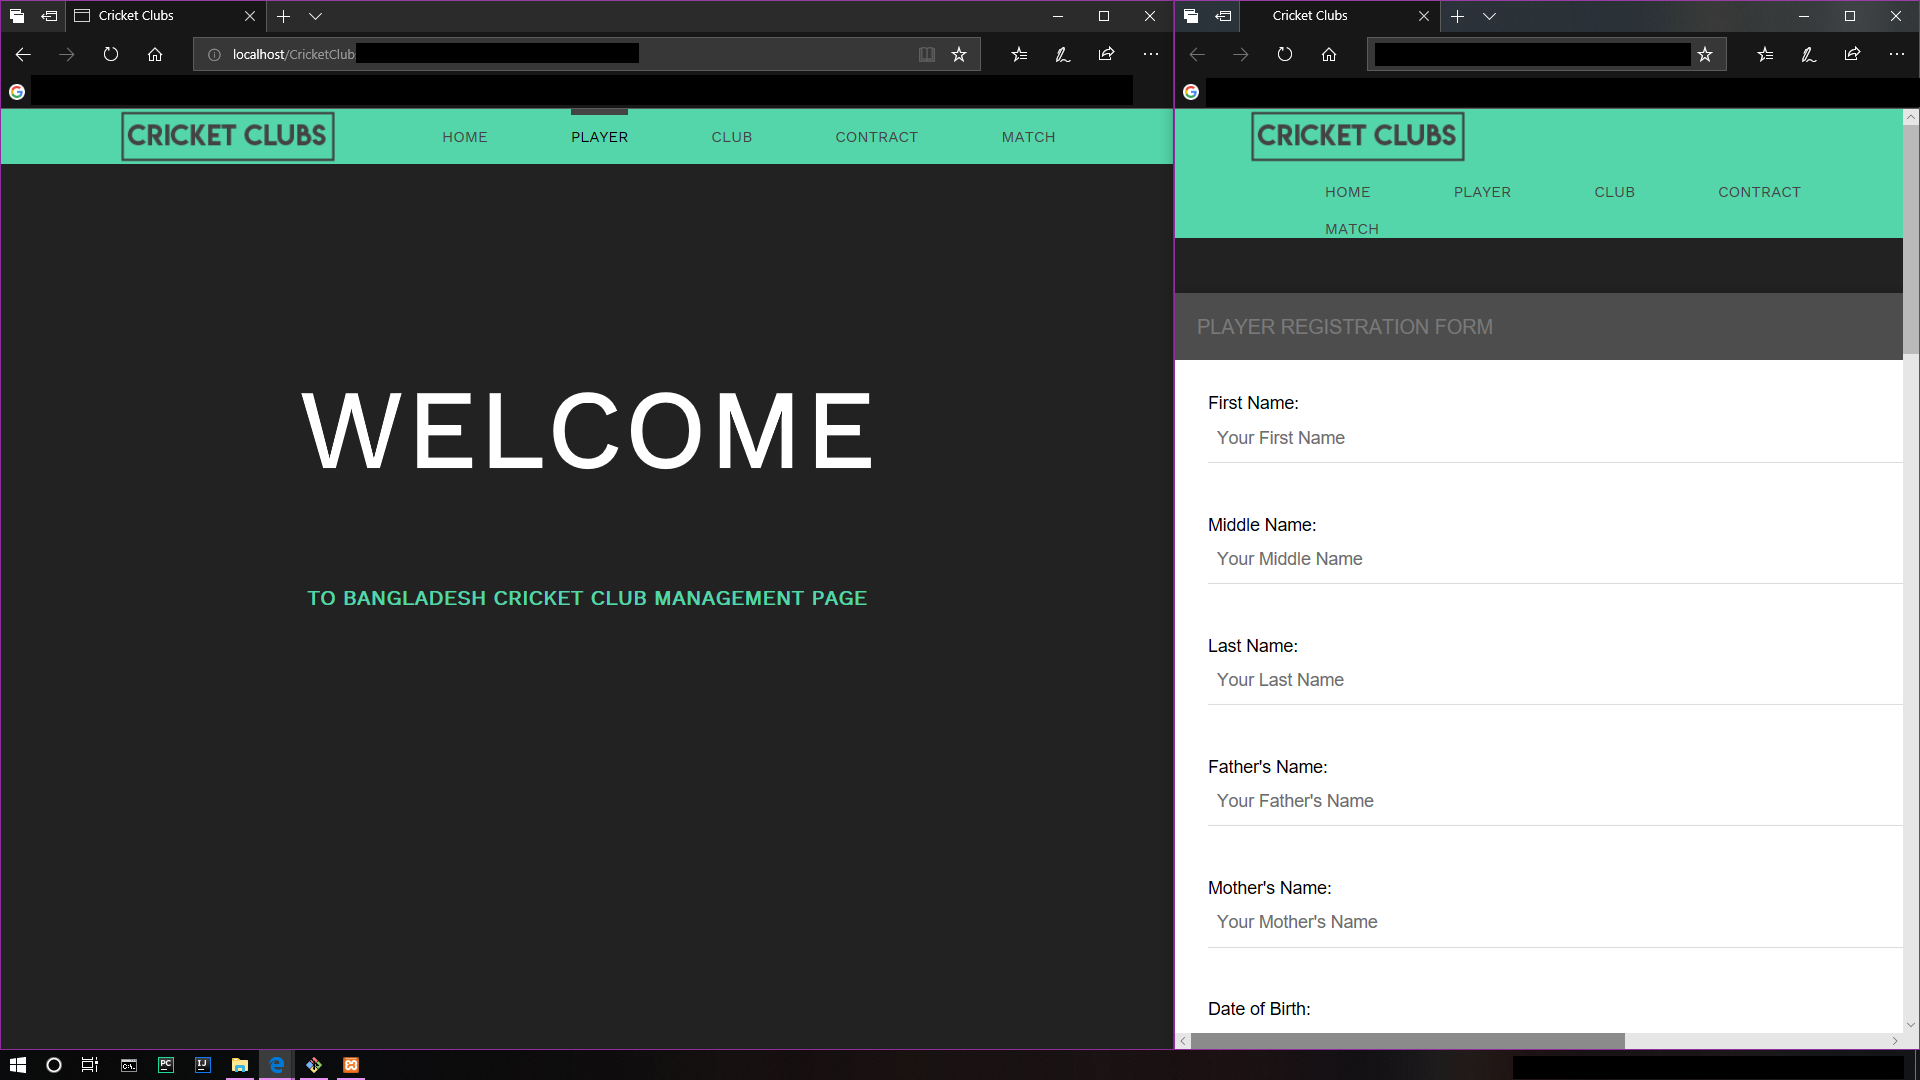 Cricket Clubs
localhost/CricketClub
CRICKET CLUBS
HOME PLAYER CLUB CONTRACT MATCH
WELCOME
TO BANGLADESH CRICKET CLUB MANAGEMENT PAGE
Cricket Clubs
CRICKET CLUBS
HOME PLAYER CLUB CONTRACT
MATCH
PLAYER REGISTRATION FORM
First Name:
Your First Name
Middle Name:
Your Middle Name
Last Name:
Your Last Name
Father's Name:
Your Father's Name
Mother's Name:
Your Mother's Name
Date of Birth:
C:\.
PC
IJ